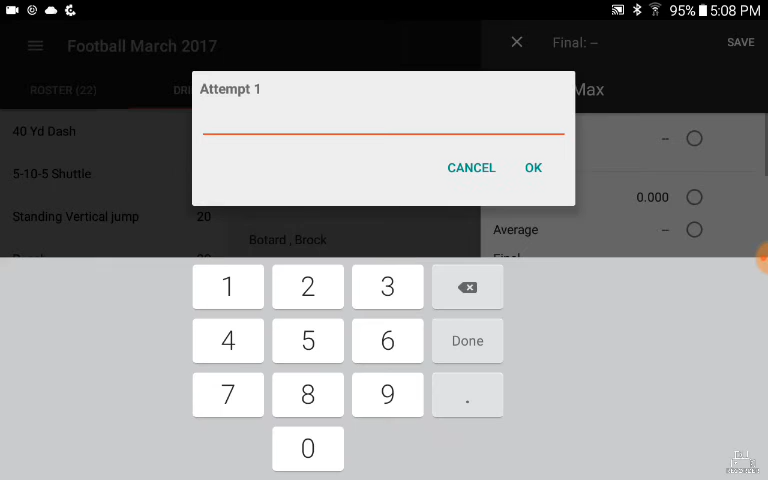 95% 5:08 PM
Football March 2017
Final: –
SAVE
ROSTER (22)
DRI
Max
Attempt 1
CANCEL
OK
40 Yd Dash
5-10-5 Shuttle
Standing Vertical jump
20
Botard , Brock
–
0.000
Average
–
1
2
3
4
5
6
Done
7
8
9
.
0